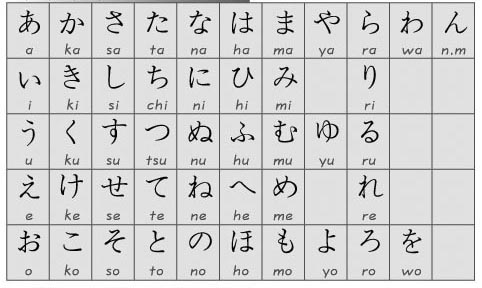 あ か さ た な は ま や ら わ ん
a ka sa ta na ha ma ya ra wa n.m
い き し ち に ひ み り
i ki si chi ni hi mi ri
う く す つ ぬ ふ む ゆ る
u ku su tsu nu hu mu yu ru
え け せ て ね へ め れ
e ke se te ne he me re
お こ そ と の ほ も よ ろ を
o ko so to no ho mo yo ro wo